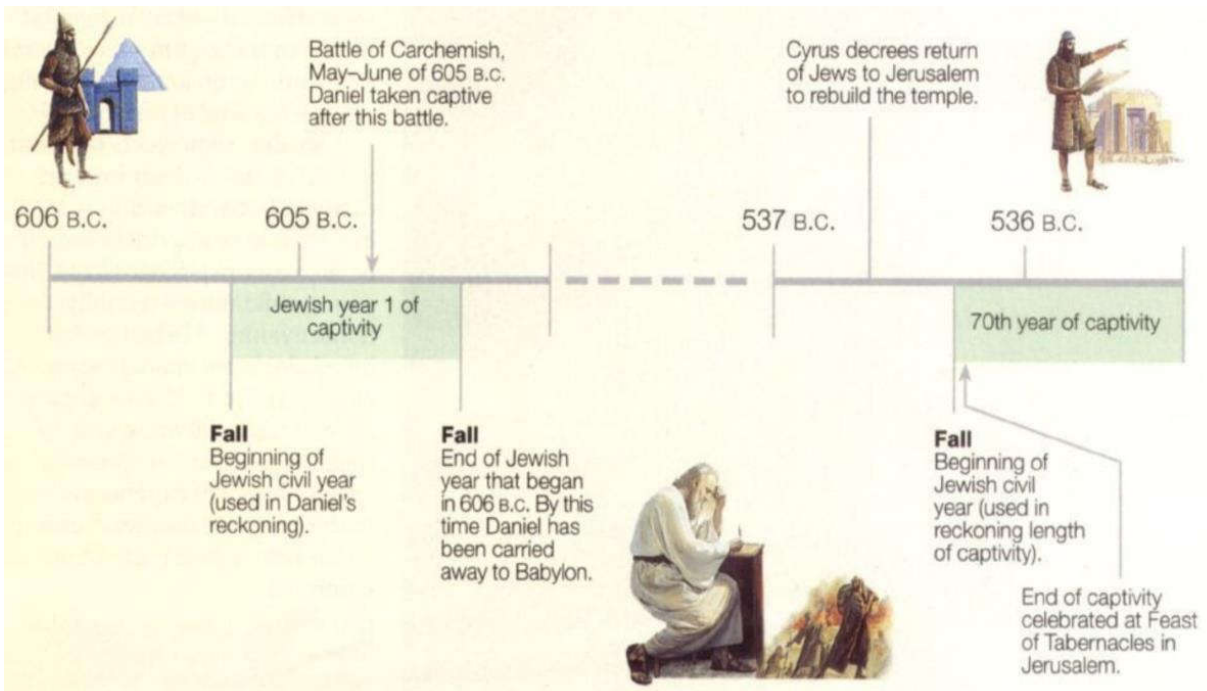 Battle of Carchemish,
May–June of 605 B.C.
Daniel taken captive
after this battle.
Cyrus decrees return
of Jews to Jerusalem
to rebuild the temple.
606 B.C.
605 B.C.
537 B.C.
536 B.C.
Jewish year 1 of
captivity
70th year of captivity
Fall
Beginning of
Jewish civil year
(used in Daniel's
reckoning).
Fall
End of Jewish
year that began
in 606 B.C. By this
time Daniel has
been carried
away to Babylon.
Fall
Beginning of
Jewish civil
year (used in
reckoning length
of captivity).
End of captivity
celebrated at Feast
of Tabernacles in
Jerusalem.